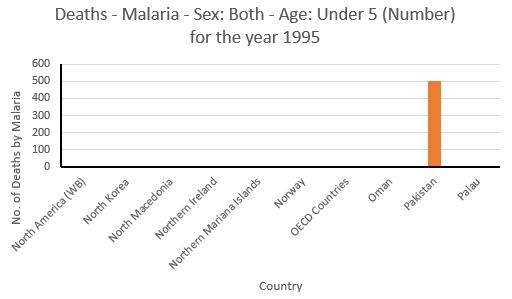 Deaths - Malaria - Sex: Both - Age: Under 5 (Number)
for the year 1995
No. of Deaths by Malaria
600
500
400
300
200
100
0
North America (WB)
North Korea
North Macedonia
Northern Ireland
Northern Mariana Islands
Norway
OECD Countries
Oman
Pakistan
Palau
Country